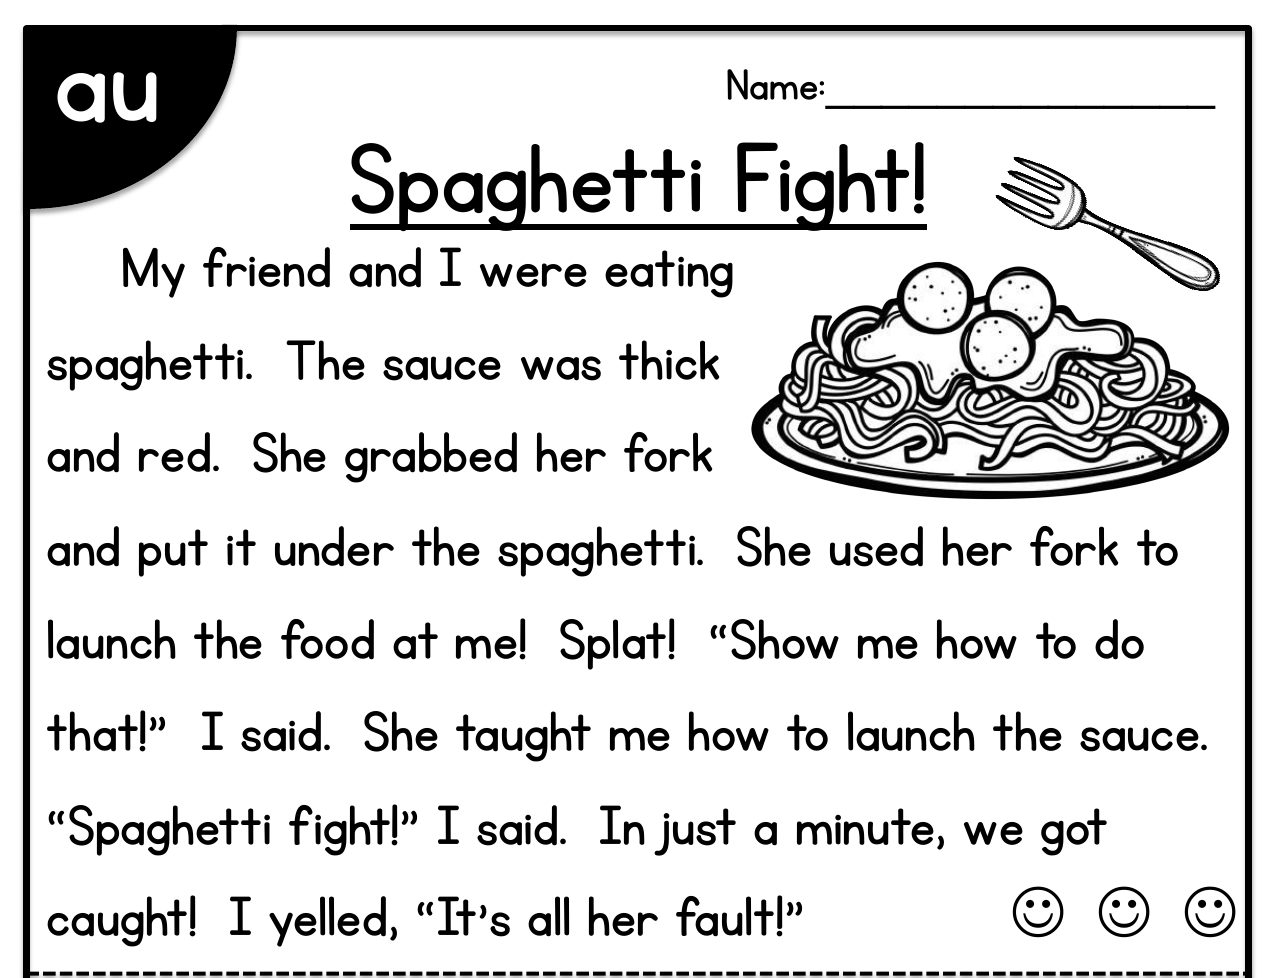 au
Name:
Spaghetti Fight!
My friend and I were eating
spaghetti.  The sauce was thick
and red.  She grabbed her fork
and put it under the spaghetti.  She used her fork to
launch the food at me!  Splat!  “Show me how to do
that!”  I said.  She taught me how to launch the sauce.
“Spaghetti fight!” I said.  In just a minute, we got
caught!  I yelled, “It’s all her fault!”